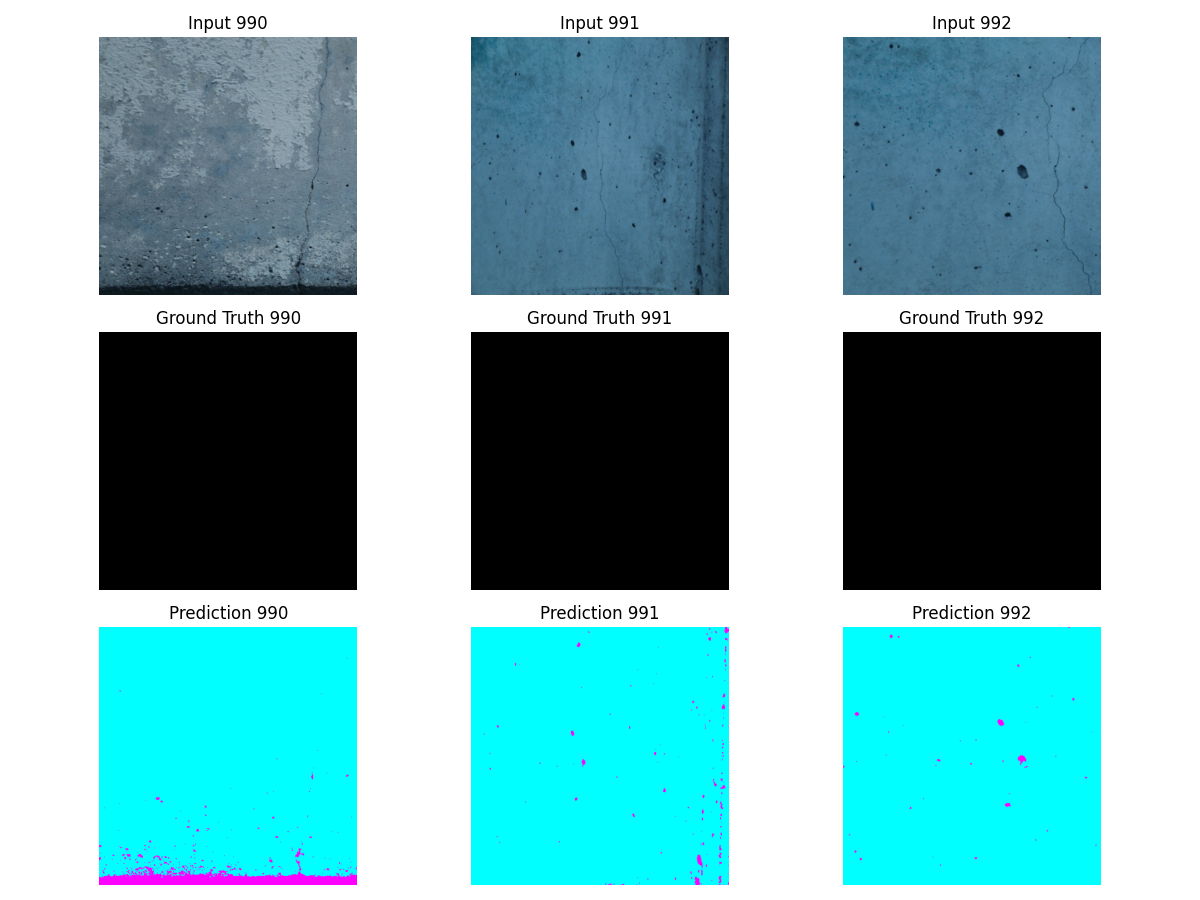 Input 990
Input 991
Input 992
Ground Truth 990
Ground Truth 991
Ground Truth 992
Prediction 990
Prediction 991
Prediction 992